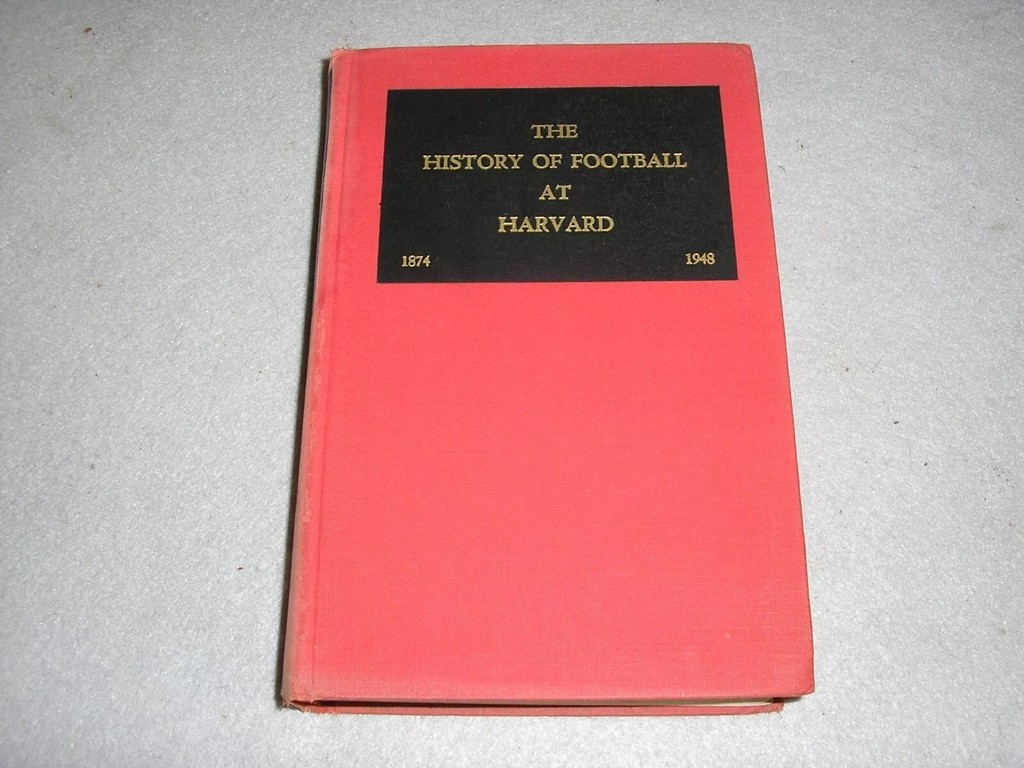 THE
HISTORY OF FOOTBALL
AT
HARVARD
1874 1948